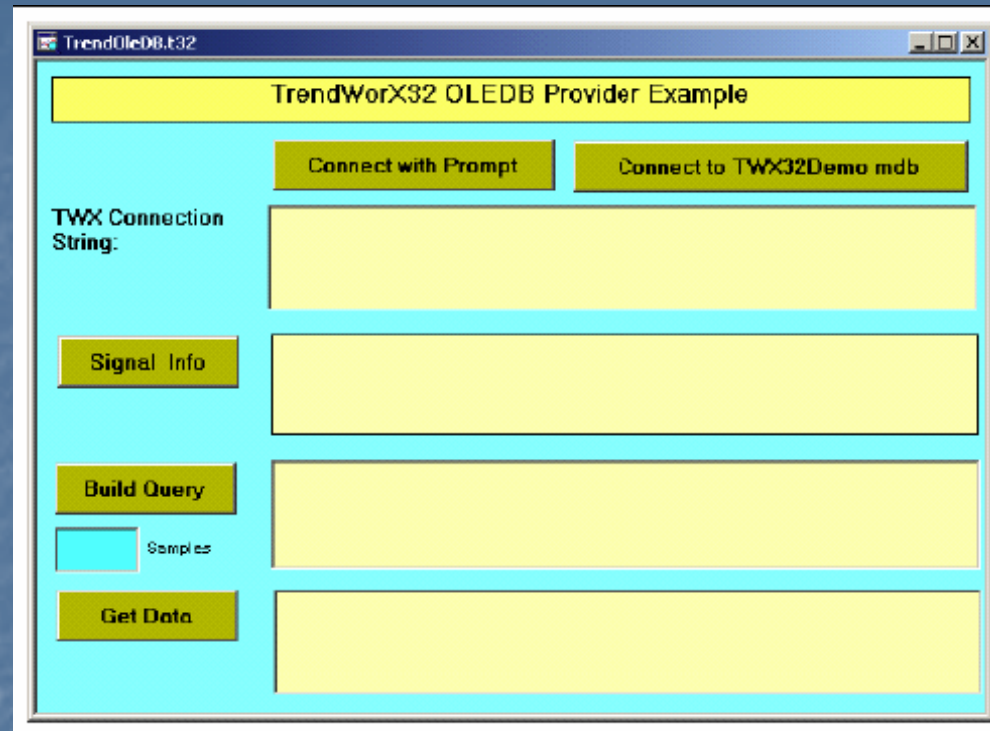 TrendOleDB.t32
TrendWorX32 OLEDB Provider Example
Connect with Prompt
Connect to TWX32Demo mdb
TWX Connection
String:
Signal Info
Build Query
Samples
Get Data